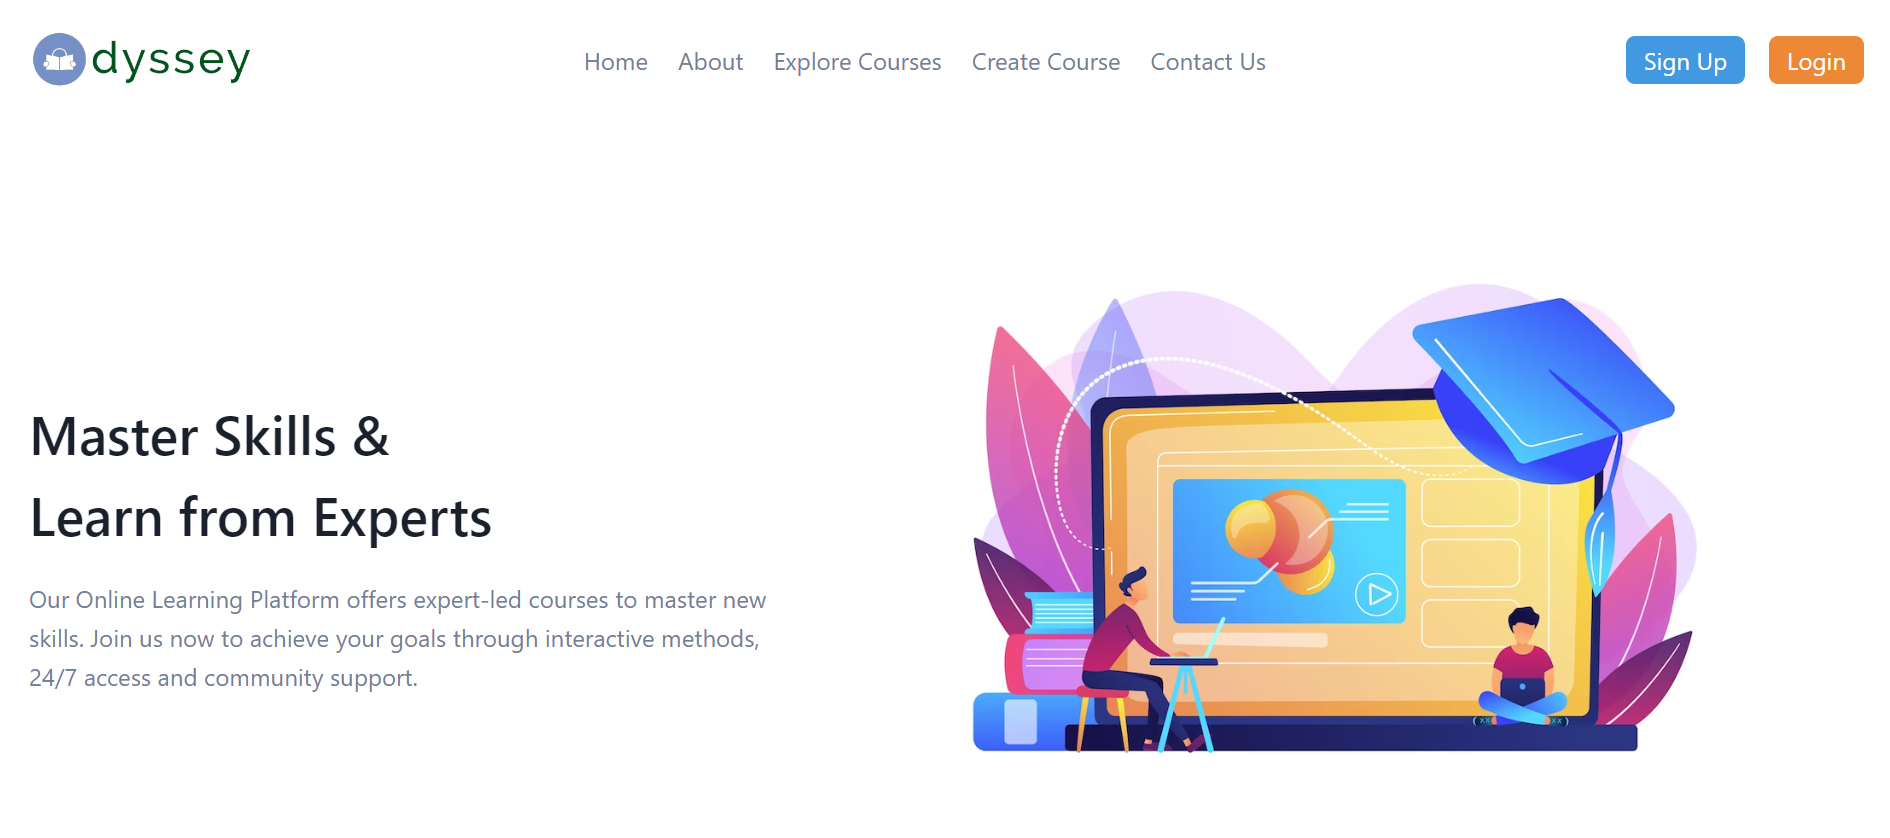 dyssey
Home About Explore Courses Create Course Contact Us
Sign Up Login
Master Skills &
Learn from Experts
Our Online Learning Platform offers expert-led courses to master new
skills. Join us now to achieve your goals through interactive methods,
24/7 access and community support.